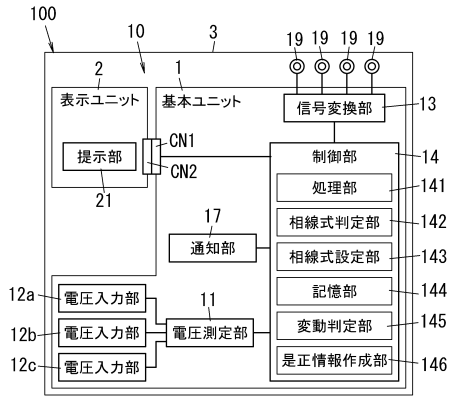 100
10
3
19 19 19 19
2
1
表示ユニット
基本ユニット
信号変換部
13
CN1
CN2
提示部
21
制御部
14
処理部
141
17
通知部
相線式判定部
142
相線式設定部
143
記憶部
144
12a
電圧入力部
11
12b
電圧入力部
電圧測定部
変動判定部
145
12c
電圧入力部
是正情報作成部
146